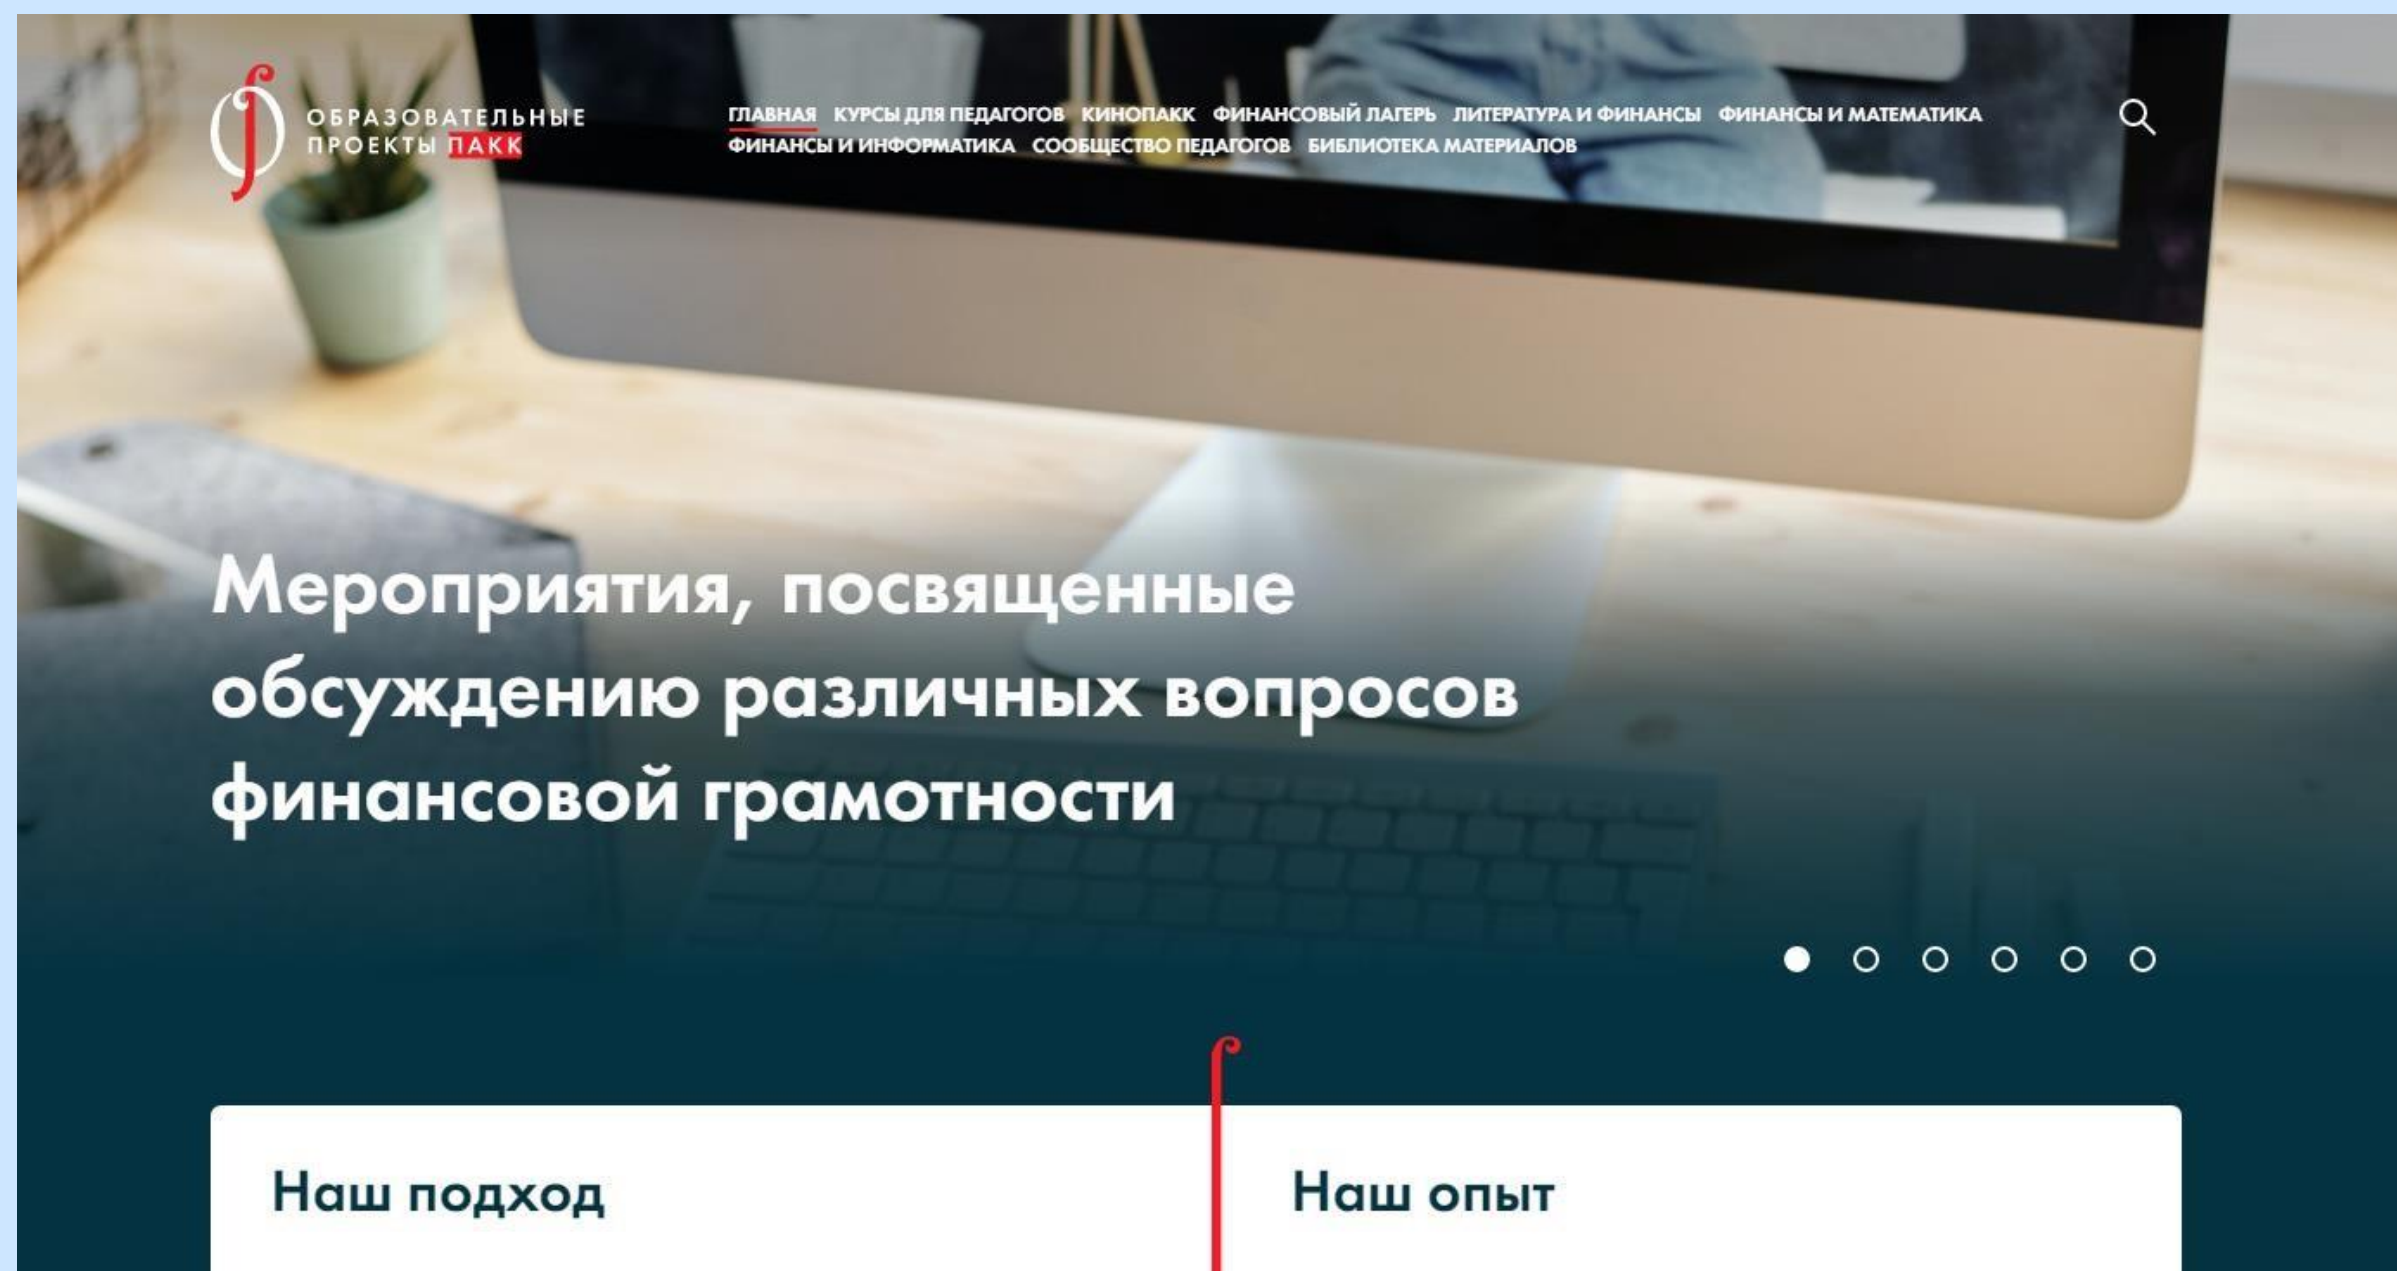 ОБРАЗОВАТЕЛЬНЫЕ
ПРОЕКТЫ ПАКК
ГЛАВНАЯ КУРСЫ ДЛЯ ПЕДАГОГОВ КИНОПАКК ФИНАНСОВЫЙ ЛАГЕРЬ ЛИТЕРАТУРА И ФИНАНСЫ ФИНАНСЫ И МАТЕМАТИКА
ФИНАНСЫ И ИНФОРМАТИКА СООБЩЕСТВО ПЕДАГОГОВ БИБЛИОТЕКА МАТЕРИАЛОВ
Мероприятия, посвященные
обсуждению различных вопросов
финансовой грамотности
Наш подход
Наш опыт